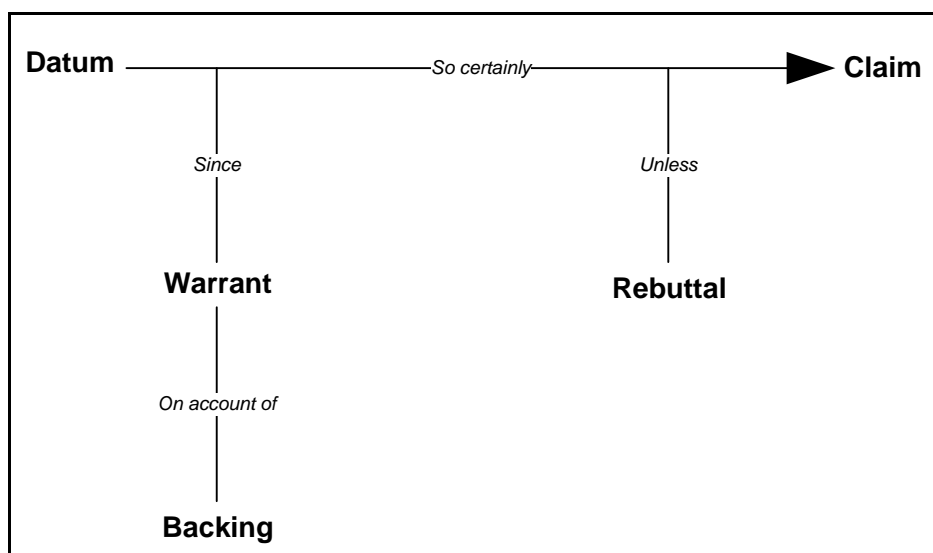 Datum So certainly Claim
Since Unless
Warrant Rebuttal
On account of
Backing